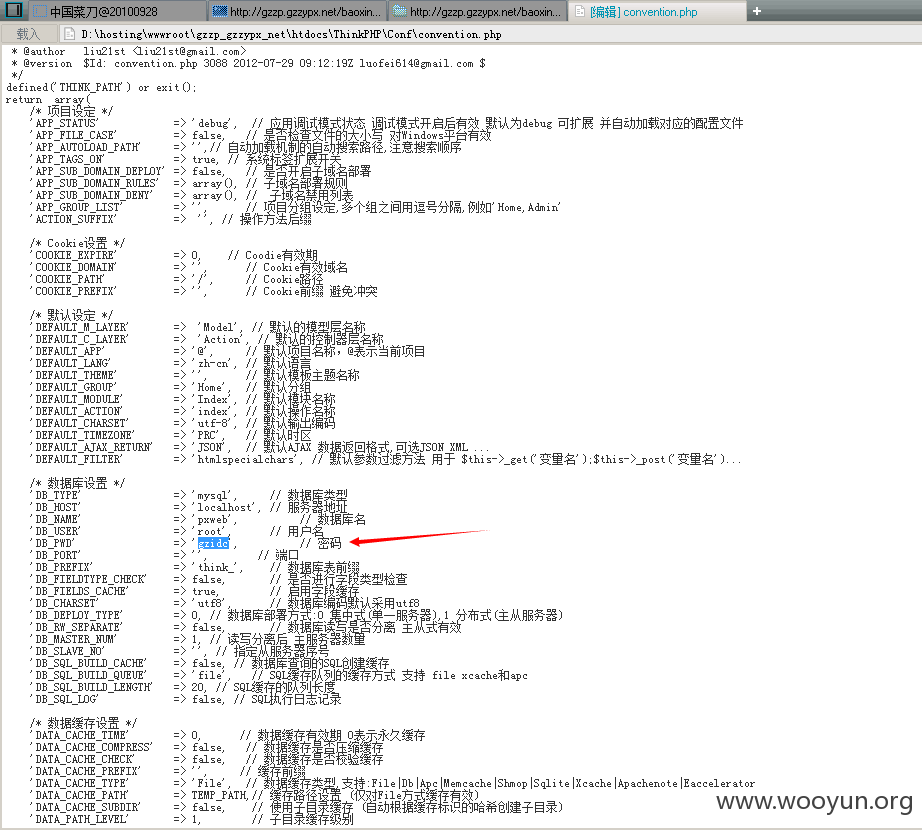 中国菜刀@20100928
http://gzzp.gzzypx.net/baoxin...
http://gzzp.gzzypx.net/baoxin...
[编辑] convention.php
载入
D:\hosting\wwwroot\gzzp_gzzypx_net\htdocs\ThinkPHP\Conf\convention.php
* @author   liu21st <liu21st@gmail.com>
* @version  $Id: convention.php 3088 2012-07-29 09:12:19Z luofei614@gmail.com $
*/
defined('THINK_PATH') or exit();
return  array(
/* 项目设定 */
'APP_STATUS'            => 'debug',  // 应用调试模式状态 调试模式开启后有效 默认为debug 可扩展 并自动加载对应的配置文件
'APP_FILE_CASE'         => false,   // 是否检查文件的大小写 对Windows平台有效
'APP_AUTOLOAD_PATH'     => '',// 自动加载机制的自动搜索路径,注意搜索顺序
'APP_TAGS_ON'           => true, // 系统标签扩展开关
'APP_SUB_DOMAIN_DEPLOY' => false,   // 是否开启子域名部署
'APP_SUB_DOMAIN_RULES'  => array(), // 子域名部署规则
'APP_SUB_DOMAIN_DENY'   => array(), //  子域名禁用列表
'APP_GROUP_LIST'        => '',      // 项目分组设定,多个组之间用逗号分隔,例如'Home,Admin'
'ACTION_SUFFIX'         =>  '', // 操作方法后缀
/* Cookie设置 */
'COOKIE_EXPIRE'         => 0,    // Coodie有效期
'COOKIE_DOMAIN'         => '',      // Cookie有效域名
'COOKIE_PATH'           => '/',     // Cookie路径
'COOKIE_PREFIX'         => '',      // Cookie前缀 避免冲突
/* 默认设定 */
'DEFAULT_M_LAYER'       =>  'Model', // 默认的模型层名称
'DEFAULT_C_LAYER'       =>  'Action', // 默认的控制器层名称
'DEFAULT_APP'           => '@',     // 默认项目名称，@表示当前项目
'DEFAULT_LANG'          => 'zh-cn', // 默认语言
'DEFAULT_THEME'         => '',      // 默认模板主题名称
'DEFAULT_GROUP'         => 'Home',  // 默认分组
'DEFAULT_MODULE'        => 'Index', // 默认模块名称
'DEFAULT_ACTION'        => 'index', // 默认操作名称
'DEFAULT_CHARSET'       => 'utf-8', // 默认输出编码
'DEFAULT_TIMEZONE'      => 'PRC',   // 默认时区
'DEFAULT_AJAX_RETURN'   => 'JSON',  // 默认AJAX 数据返回格式,可选JSON XML ...
'DEFAULT_FILTER'        => 'htmlspecialchars', // 默认参数过滤方法 用于 $this->_get('变量名');$this->_post('变量名')...
/* 数据库设置 */
'DB_TYPE'               => 'mysql',     // 数据库类型
'DB_HOST'               => 'localhost', // 服务器地址
'DB_NAME'               => 'pxweb',          // 数据库名
'DB_USER'               => 'root',      // 用户名
'DB_PWD'                => 'gzidc',          // 密码
'DB_PORT'               => '',        // 端口
'DB_PREFIX'             => 'think_',    // 数据库表前缀
'DB_FIELDTYPE_CHECK'    => false,       // 是否进行字段类型检查
'DB_FIELDS_CACHE'       => true,        // 启用字段缓存
'DB_CHARSET'            => 'utf8',      // 数据库编码默认采用utf8
'DB_DEPLOY_TYPE'        => 0, // 数据库部署方式:0 集中式(单一服务器),1 分布式(主从服务器)
'DB_RW_SEPARATE'        => false,       // 数据库读写是否分离 主从式有效
'DB_MASTER_NUM'         => 1, // 读写分离后 主服务器数量
'DB_SLAVE_NO'           => '', // 指定从服务器序号
'DB_SQL_BUILD_CACHE'    => false, // 数据库查询的SQL创建缓存
'DB_SQL_BUILD_QUEUE'    => 'file',   // SQL缓存队列的缓存方式 支持 file xcache和apc
'DB_SQL_BUILD_LENGTH'   => 20, // SQL缓存的队列长度
'DB_SQL_LOG'            => false, // SQL执行日志记录
/* 数据缓存设置 */
'DATA_CACHE_TIME'       => 0,      // 数据缓存有效期 0表示永久缓存
'DATA_CACHE_COMPRESS'   => false,   // 数据缓存是否压缩缓存
'DATA_CACHE_CHECK'      => false,   // 数据缓存是否校验缓存
'DATA_CACHE_PREFIX'     => '',     // 缓存前缀
'DATA_CACHE_TYPE'       => 'File',  // 数据缓存类型,支持:File|Db|Apc|Memcache|Shmop|Sqlite|Xcache|Apachenote|Eaccelerator
'DATA_CACHE_PATH'       => TEMP_PATH,// 缓存路径设置 (仅对File方式缓存有效)
'DATA_CACHE_SUBDIR'     => false,    // 使用子目录缓存 (自动根据缓存标识的哈希创建子目录)
'DATA_PATH_LEVEL'       => 1,        // 子目录缓存级别
www.wooyun.org